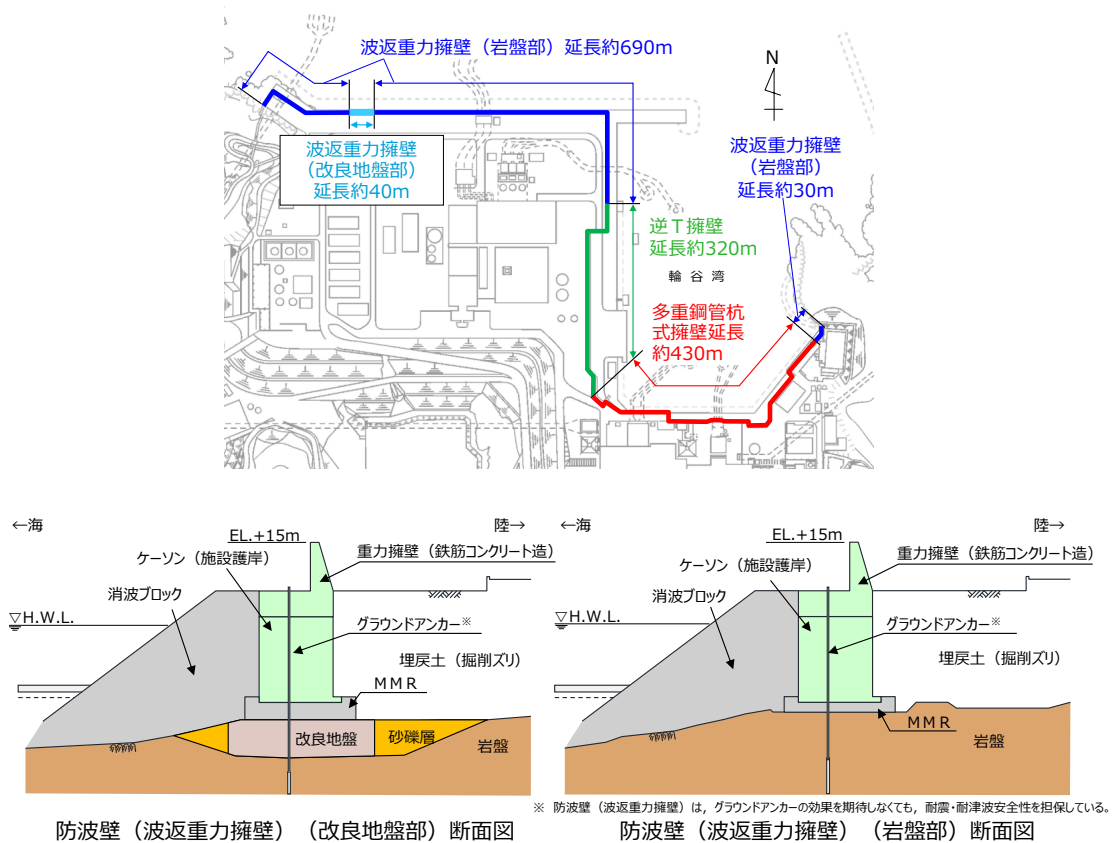 波返重力擁壁（岩盤部）延長約690m
N
波返重力擁壁
（改良地盤部）
延長約40m
波返重力擁壁
（岩盤部）
延長約30m
逆Ｔ擁壁
延長約320m
輪谷湾
多重鋼管杭
式擁壁延長
約430m
←海
陸→
EL.+15m
重力擁壁（鉄筋コンクリート造）
ケーソン（施設護岸）
消波ブロック
▽H.W.L.
グラウンドアンカー※
埋戻土（掘削ズリ）
ＭＭＲ
改良地盤
砂礫層
岩盤
防波壁（波返重力擁壁）（改良地盤部）断面図
←海
陸→
EL.+15m
重力擁壁（鉄筋コンクリート造）
ケーソン（施設護岸）
消波ブロック
▽H.W.L.
グラウンドアンカー※
埋戻土（掘削ズリ）
ＭＭＲ
岩盤
※ 防波壁（波返重力擁壁）は，グラウンドアンカーの効果を期待しなくても，耐震・耐津波安全性を担保している。
防波壁（波返重力擁壁）（岩盤部）断面図